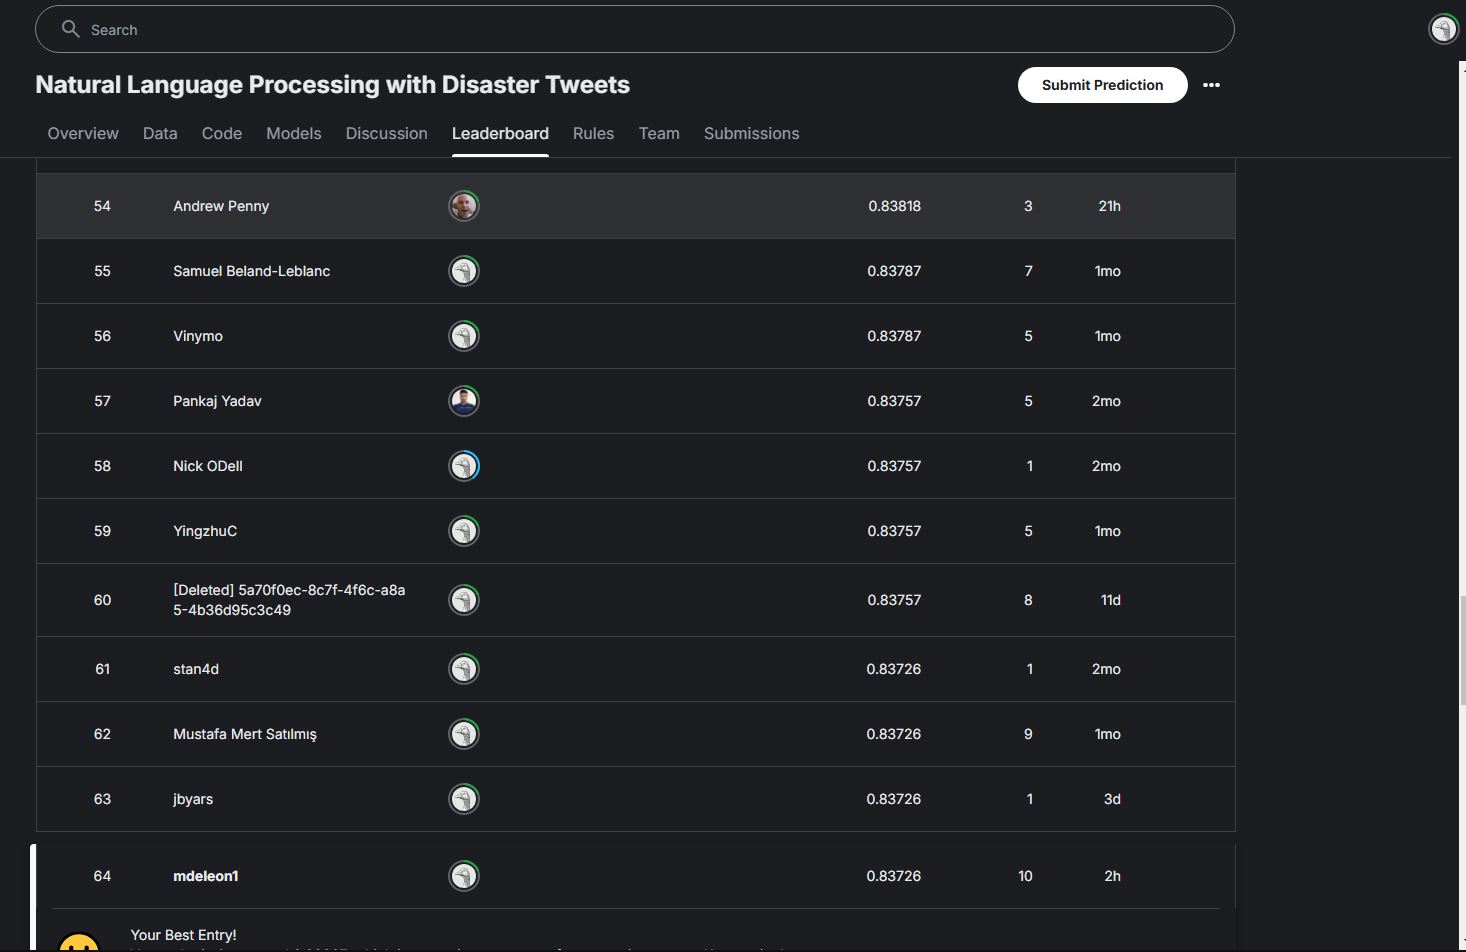 Search
Natural Language Processing with Disaster Tweets
Submit Prediction
Overview Data Code Models Discussion Leaderboard Rules Team Submissions
54 Andrew Penny 0.83818 3 21h
55 Samuel Beland-Leblanc 0.83787 7 1mo
56 Vinymo 0.83787 5 1mo
57 Pankaj Yadav 0.83757 5 2mo
58 Nick ODell 0.83757 1 2mo
59 YingzhuC 0.83757 5 1mo
60 [Deleted] 5a70f0ec-8c7f-4f6c-a8a
5-4b36d95c3c49 0.83757 8 11d
61 stan4d 0.83726 1 2mo
62 Mustafa Mert Satılmış 0.83726 9 1mo
63 jbyars 0.83726 1 3d
64 mdeleon1 0.83726 10 2h
Your Best Entry!